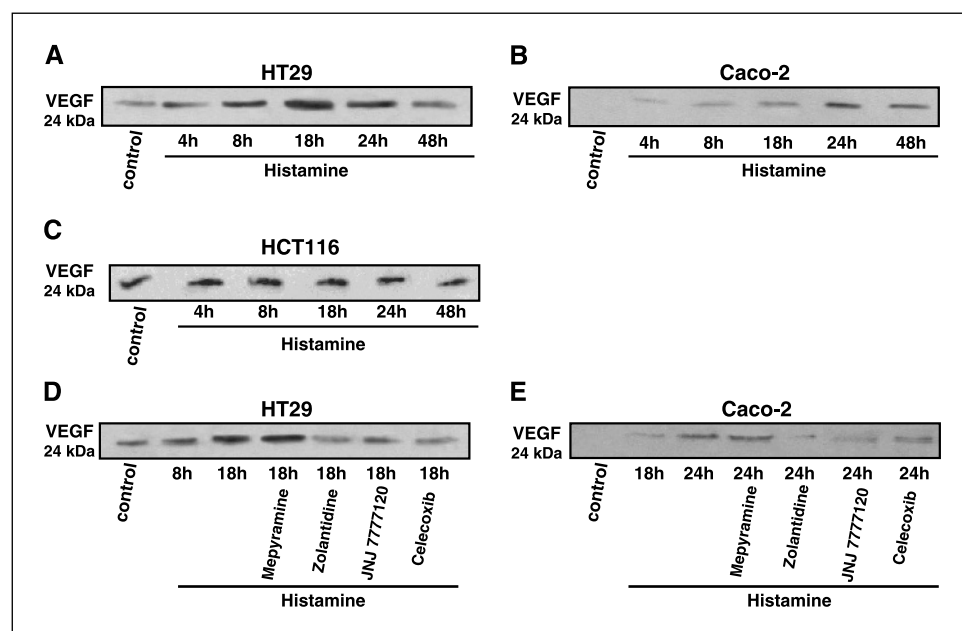 A
HT29
VEGF
24 kDa
control
4h 8h 18h 24h 48h
Histamine
B
Caco-2
VEGF
24 kDa
control
4h 8h 18h 24h 48h
Histamine
C
HCT116
VEGF
24 kDa
control
4h 8h 18h 24h 48h
Histamine
D
HT29
VEGF
24 kDa
control
8h 18h 18h 18h 18h 18h
Mepyramine
Zolantidine
JNJ 7777120
Celecoxib
Histamine
E
Caco-2
VEGF
24 kDa
control
18h 24h 24h 24h 24h 24h
Mepyramine
Zolantidine
JNJ 7777120
Celecoxib
Histamine